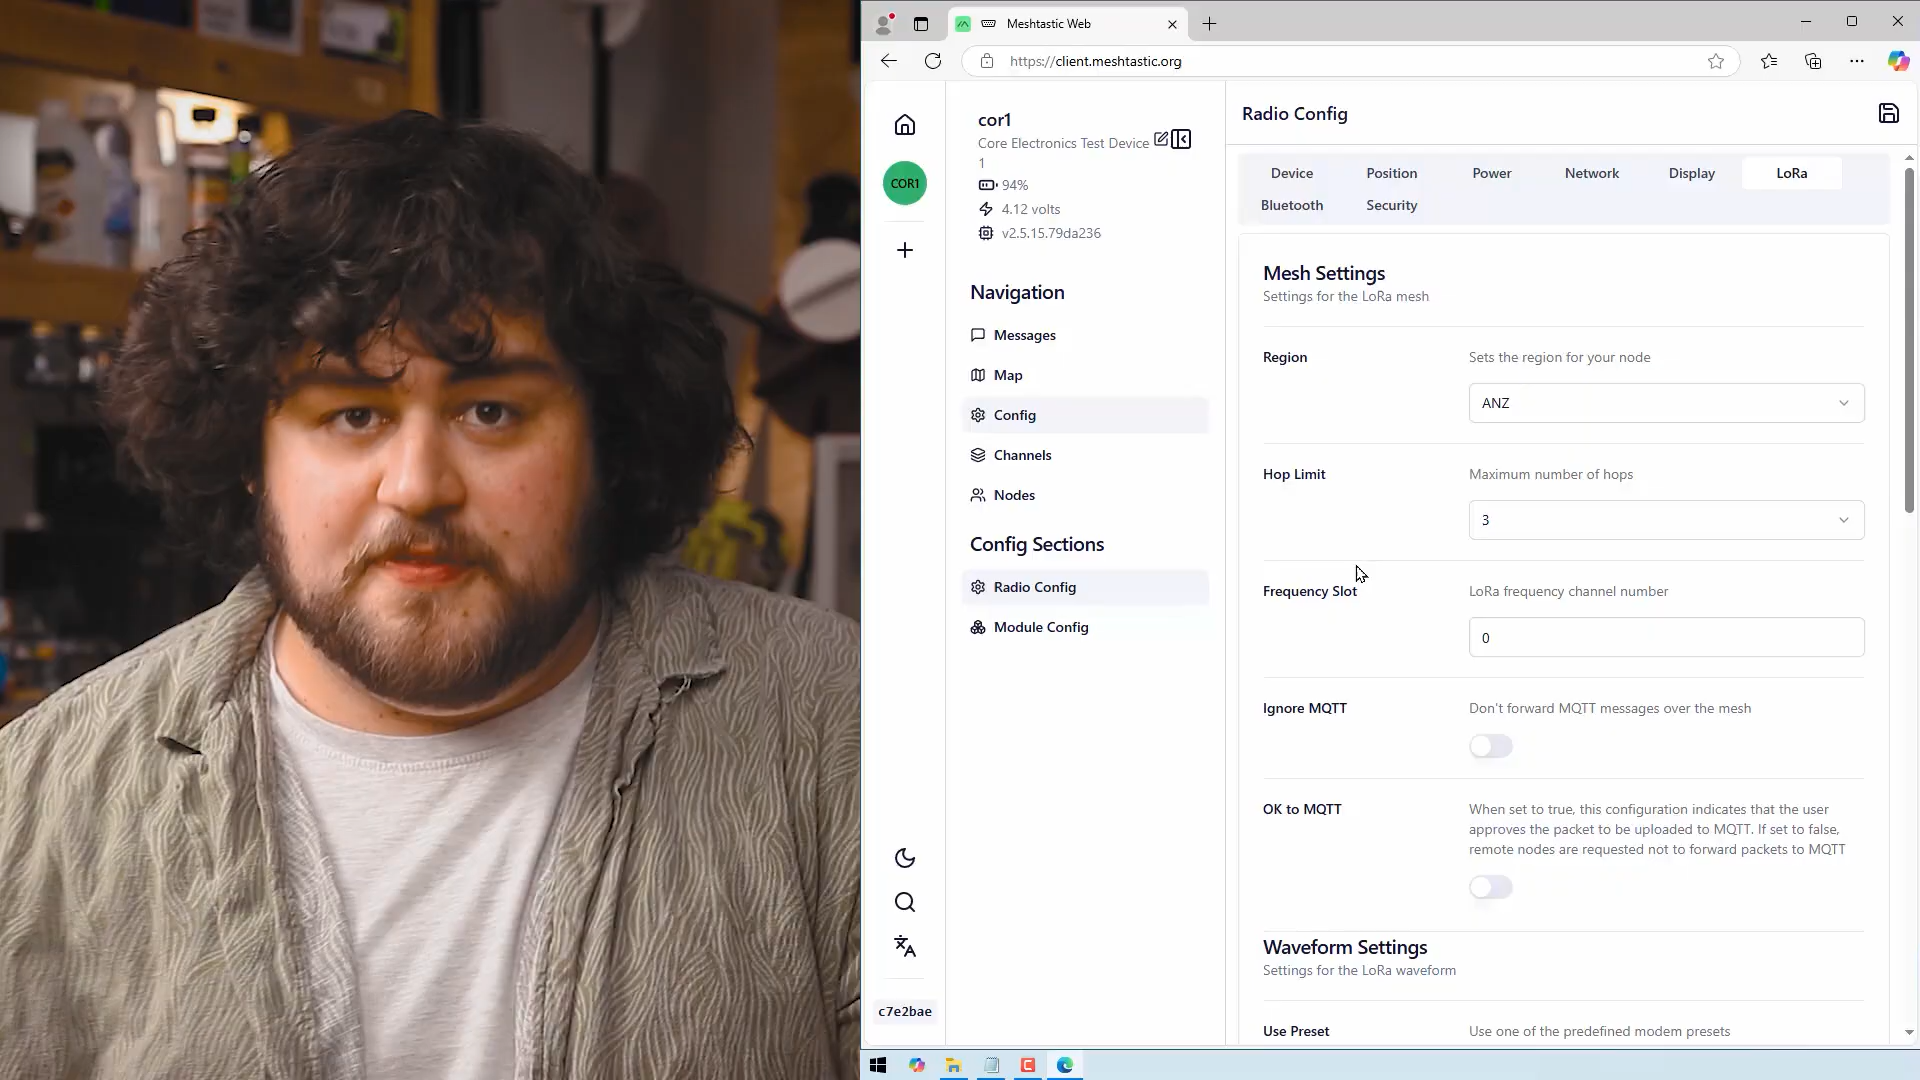 Meshtastic Web
https://client.meshtastic.org
COR1
c7e2bae
cor1
Core Electronics Test Device
1
94%
4.12 volts
v2.5.15.79da236
Navigation
Messages
Map
Config
Channels
Nodes
Config Sections
Radio Config
Module Config
Radio Config
Device
Position
Power
Network
Display
LoRa
Bluetooth
Security
Mesh Settings
Settings for the LoRa mesh
Region
Sets the region for your node
ANZ
Hop Limit
Maximum number of hops
3
Frequency Slot
LoRa frequency channel number
0
Ignore MQTT
Don't forward MQTT messages over the mesh
OK to MQTT
When set to true, this configuration indicates that the user
approves the packet to be uploaded to MQTT. If set to false,
remote nodes are requested not to forward packets to MQTT
Waveform Settings
Settings for the LoRa waveform
Use Preset
Use one of the predefined modem presets